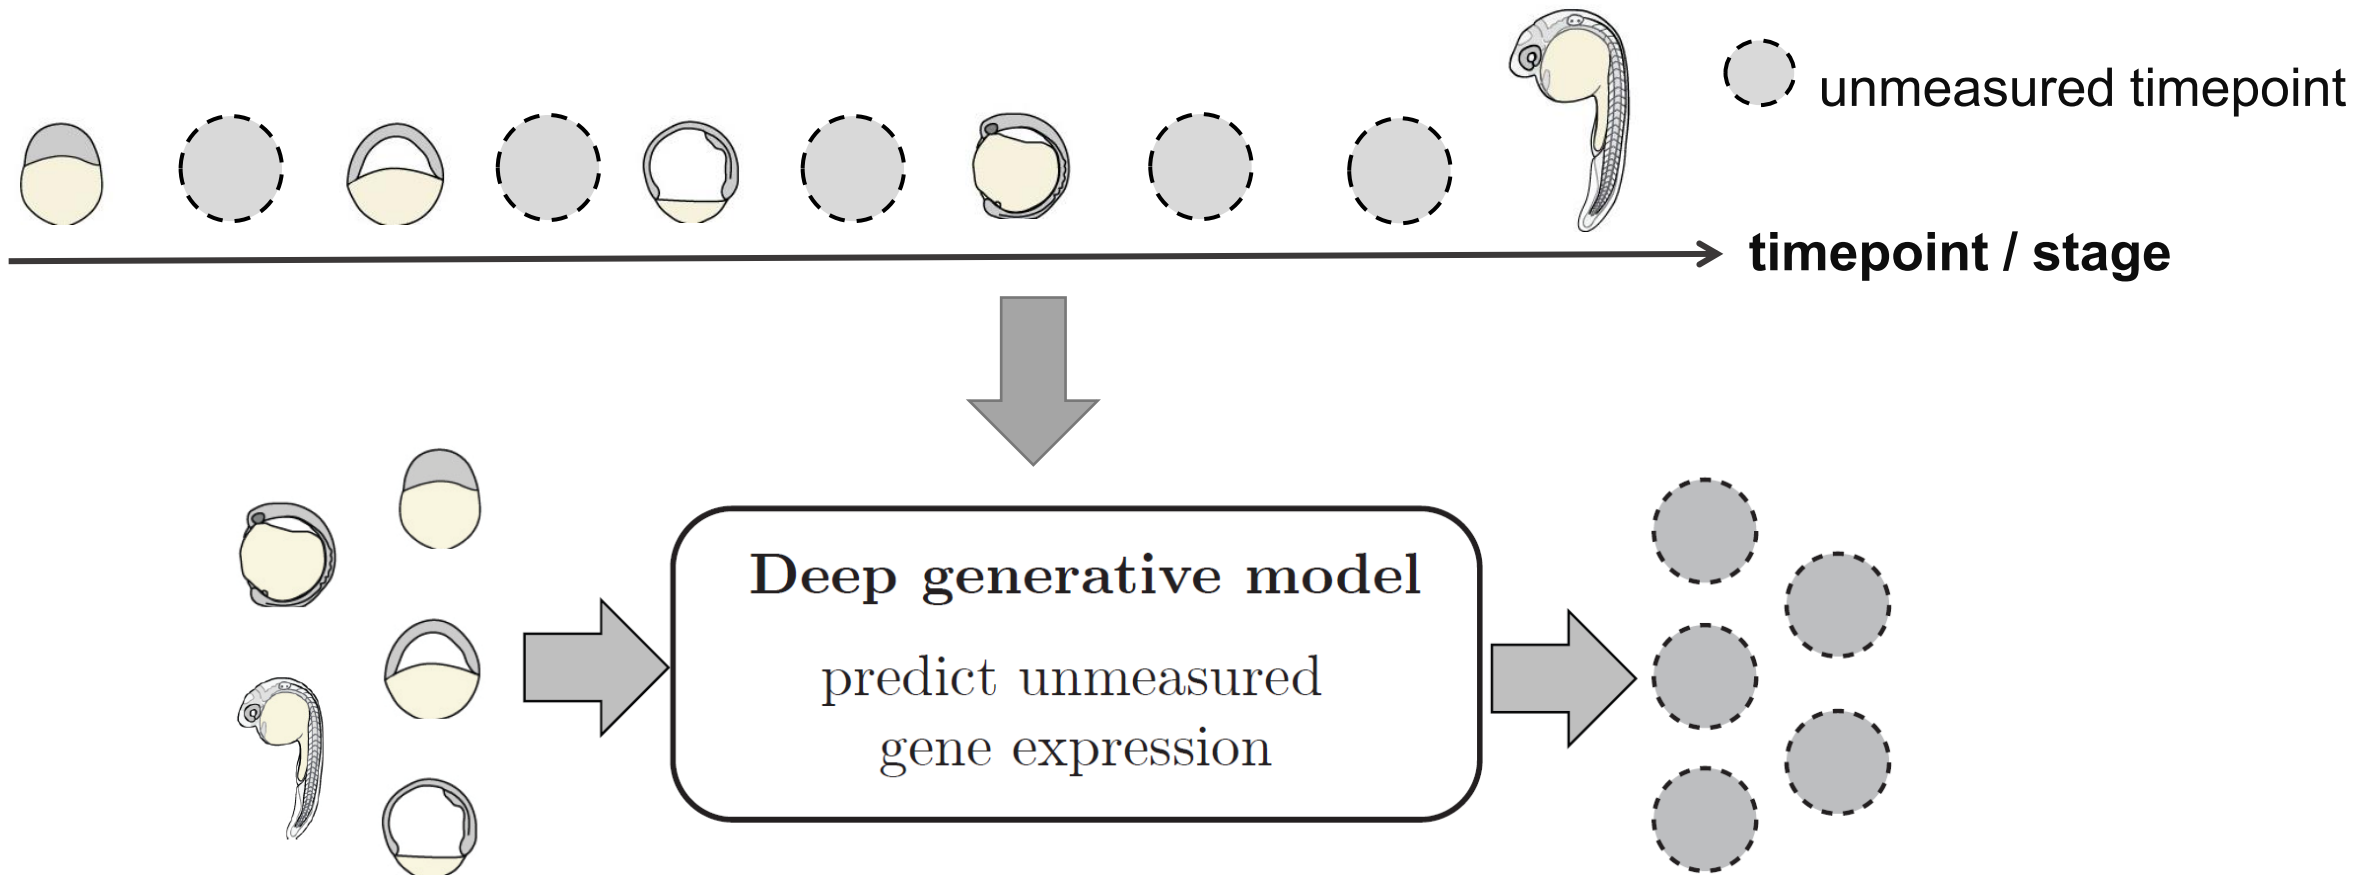 unmeasured timepoint
timepoint / stage
Deep generative model
predict unmeasured
gene expression